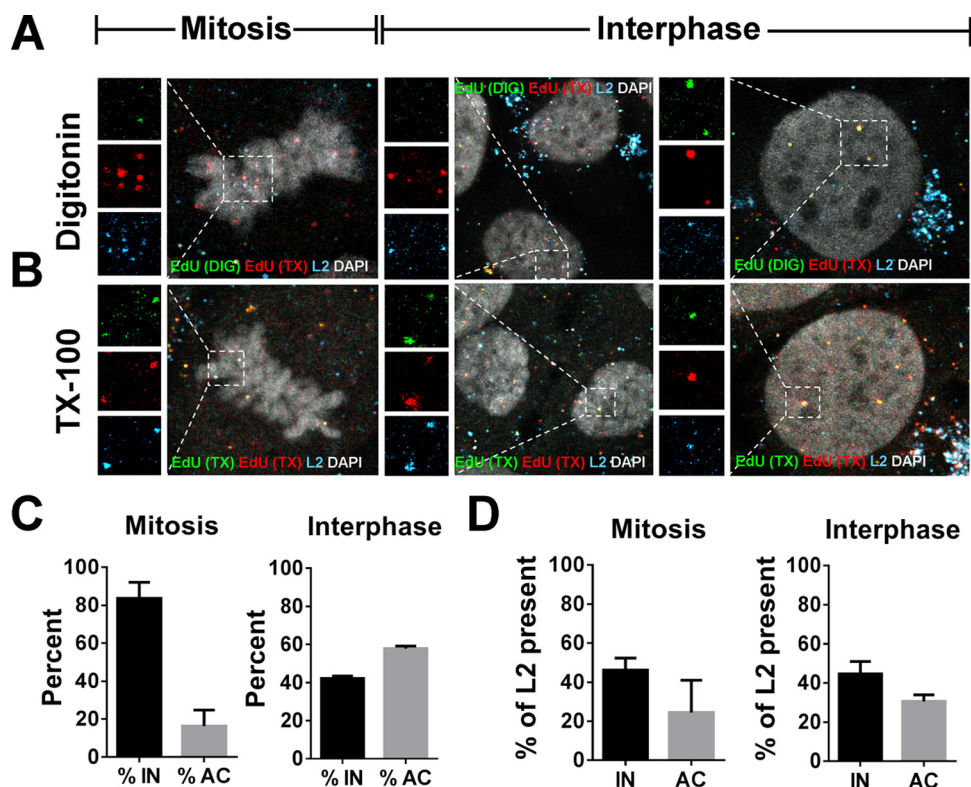 A
Mitosis
Interphase
Digitonin
EdU (DIG) EdU (TX) L2 DAPI
EdU (DIG) EdU (TX) L2 DAPI
EdU (DIG) EdU (TX) L2 DAPI
B
TX-100
EdU (TX) EdU (TX) L2 DAPI
EdU (TX) EdU (TX) L2 DAPI
EdU (TX) EdU (TX) L2 DAPI
C
Mitosis
Percent
100
80
60
40
20
0
% IN
% AC
Interphase
Percent
100
80
60
40
20
0
% IN
% AC
D
Mitosis
% of L2 present
100
80
60
40
20
0
IN
AC
Interphase
% of L2 present
100
80
60
40
20
0
IN
AC